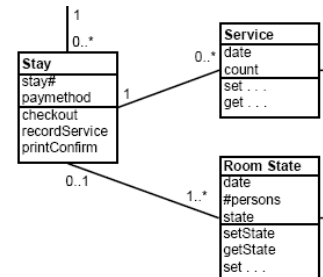 1
0..*
Stay
stay#
paymethod
checkout
recordService
printConfirm
1
0..*
Service
date
count
set . . .
get . . .
0..1
1..*
Room State
date
#persons
state
setState
getState
set . . .